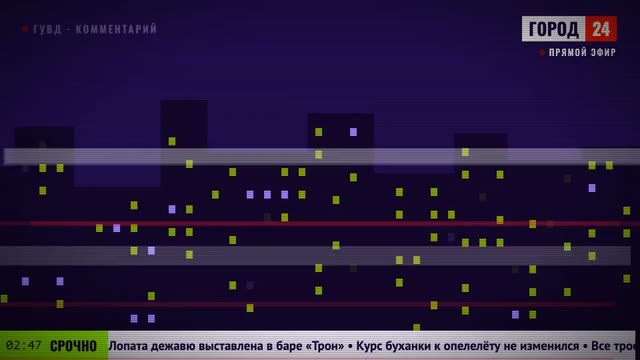 ГУВД - КОММЕНТАРИЙ
ГОРОД 24
ПРЯМОЙ ЭФИР
02:47 СРОЧНО Лопата дежавю выставлена в баре «Трон» • Курс буханки к опелелёту не изменился • Все тро